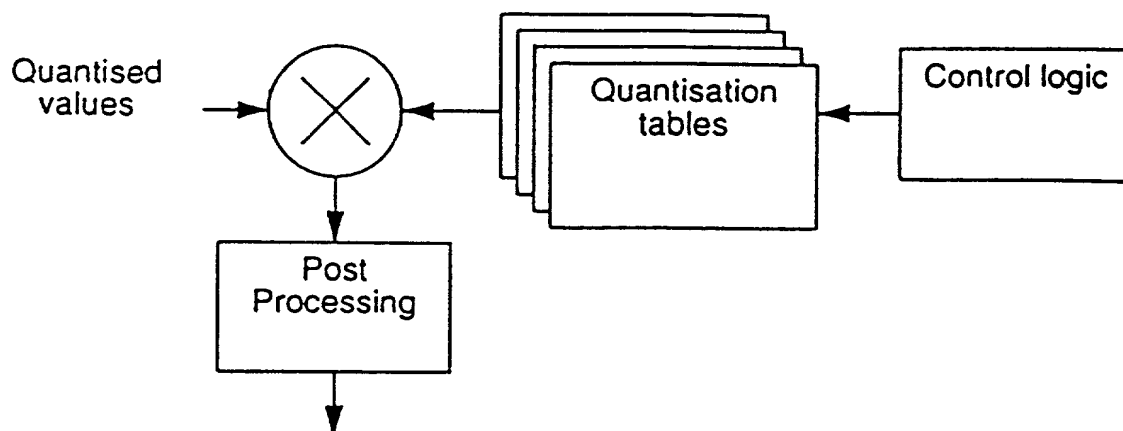 Quantised
values
Quantisation
tables
Control logic
Post
Processing